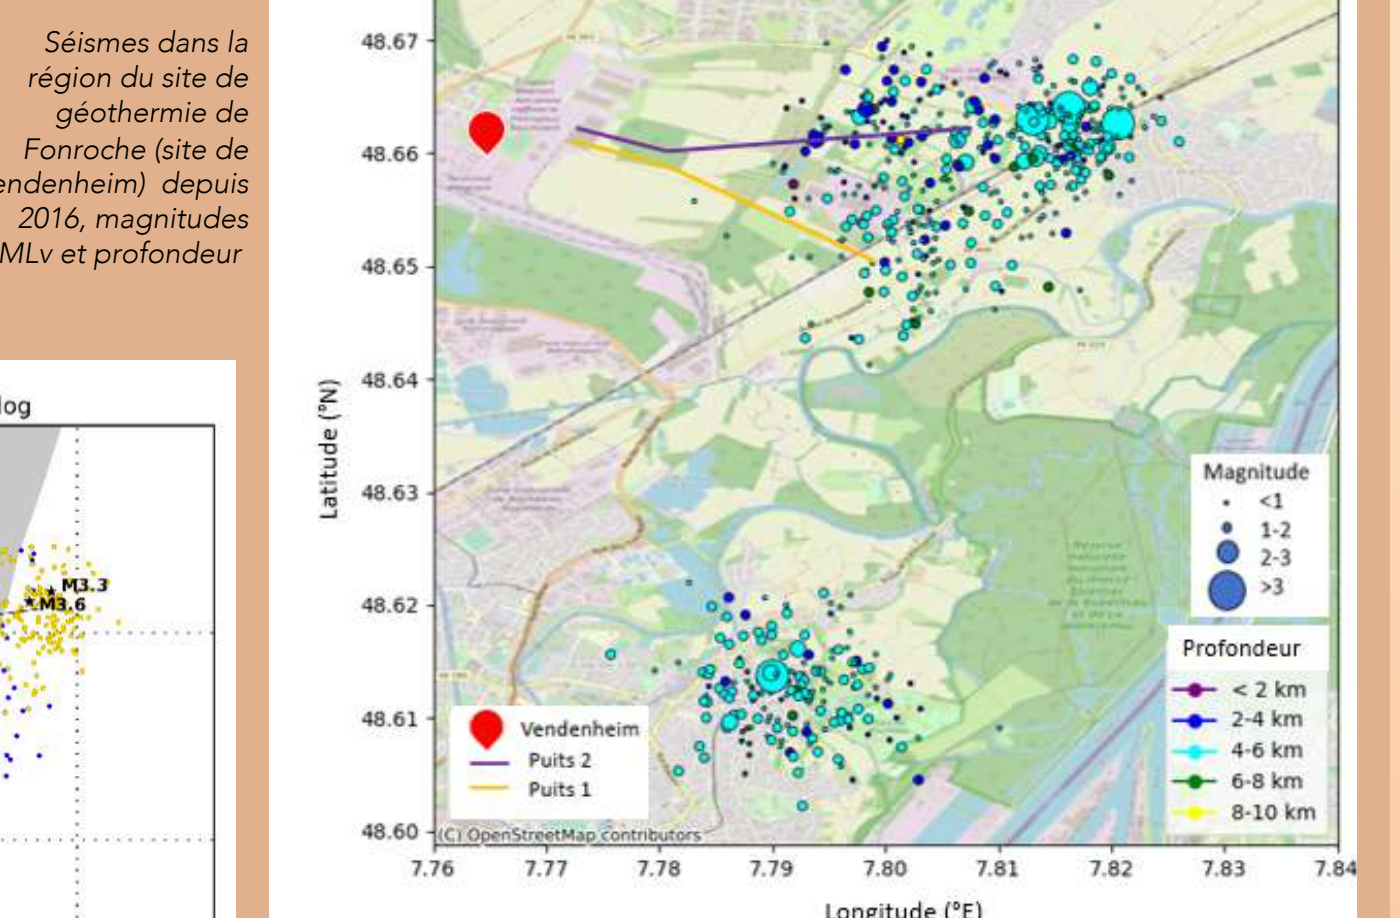 Séismes dans la
région du site de
géothermie de
Fonroche (site de
endenheim) depuis
2016, magnitudes
MLv et profondeur
log
M3.3
M3.6
48.67
48.66
48.65
48.64
48.63
48.62
48.61
48.60
Latitude (°N)
Magnitude
<1
1-2
2-3
>3
Profondeur
< 2 km
2-4 km
4-6 km
6-8 km
8-10 km
Vendenheim
Puits 2
Puits 1
(C) OpenStreetMap contributors
7.76 7.77 7.78 7.79 7.80 7.81 7.82 7.83 7.84
Longitude (°E)